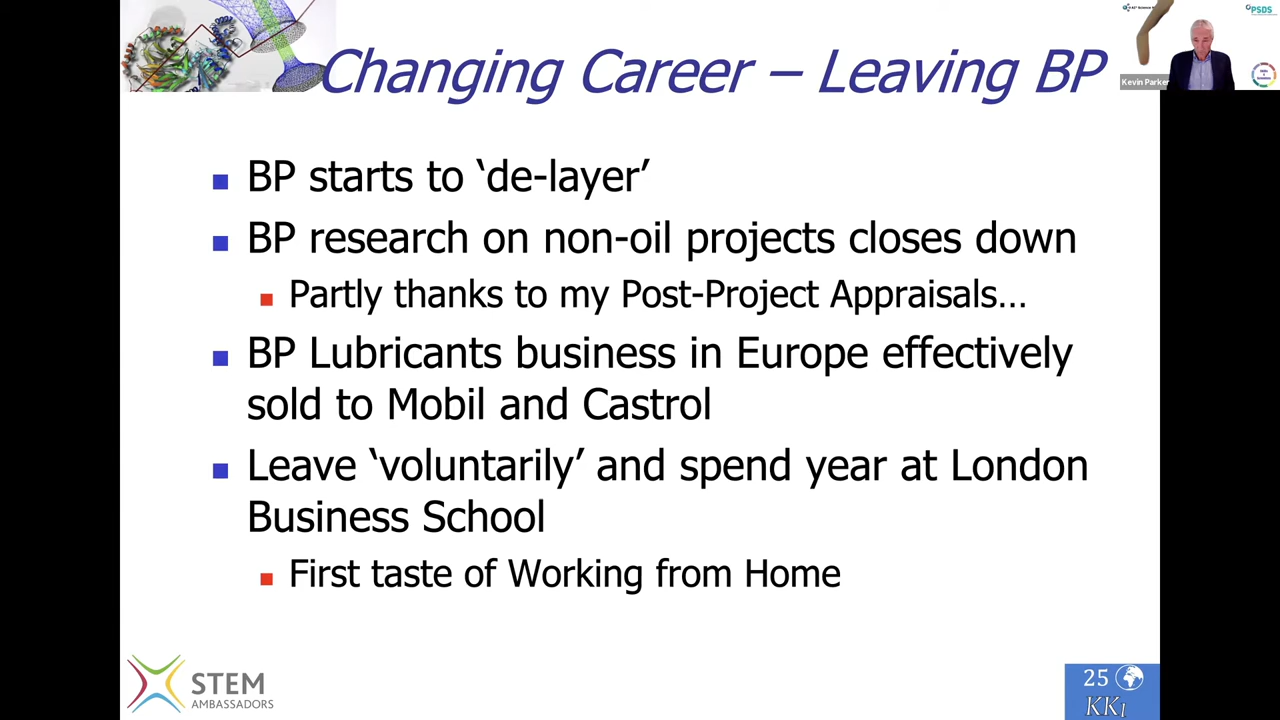 Changing Career – Leaving BP
Kevin Parker
PSDS
BP starts to ‘de-layer’
BP research on non-oil projects closes down
Partly thanks to my Post-Project Appraisals…
BP Lubricants business in Europe effectively
sold to Mobil and Castrol
Leave ‘voluntarily’ and spend year at London
Business School
First taste of Working from Home
STEM
AMBASSADORS
25
KKI